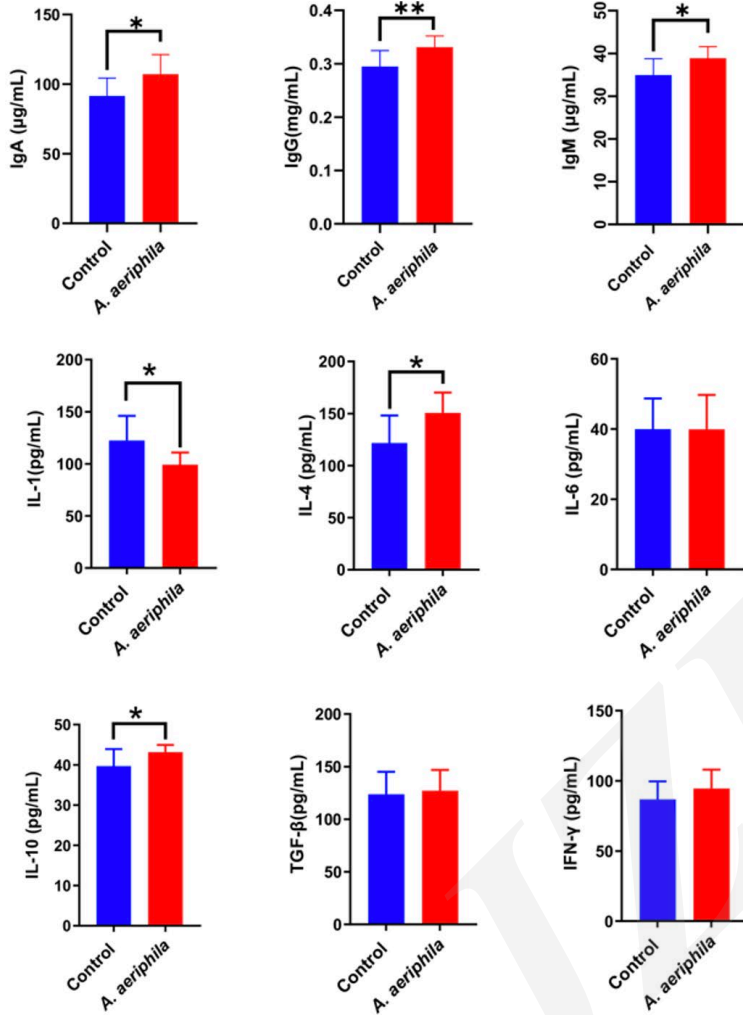 IgA (μg/mL)
150
100
50
0
*
Control
A. aeriphila
IgG(mg/mL)
0.4
0.3
0.2
0.1
0.0
**
Control
A. aeriphila
IgM (μg/mL)
50
40
30
20
10
0
*
Control
A. aeriphila
IL-1(pg/mL)
200
150
100
50
0
*
Control
A. aeriphila
IL-4 (pg/mL)
200
150
100
50
0
*
Control
A. aeriphila
IL-6 (pg/mL)
60
40
20
0
Control
A. aeriphila
IL-10 (pg/mL)
50
40
30
20
10
0
*
Control
A. aeriphila
TGF-β(pg/mL)
200
150
100
50
0
Control
A. aeriphila
IFN-γ (pg/mL)
150
100
50
0
Control
A. aeriphila